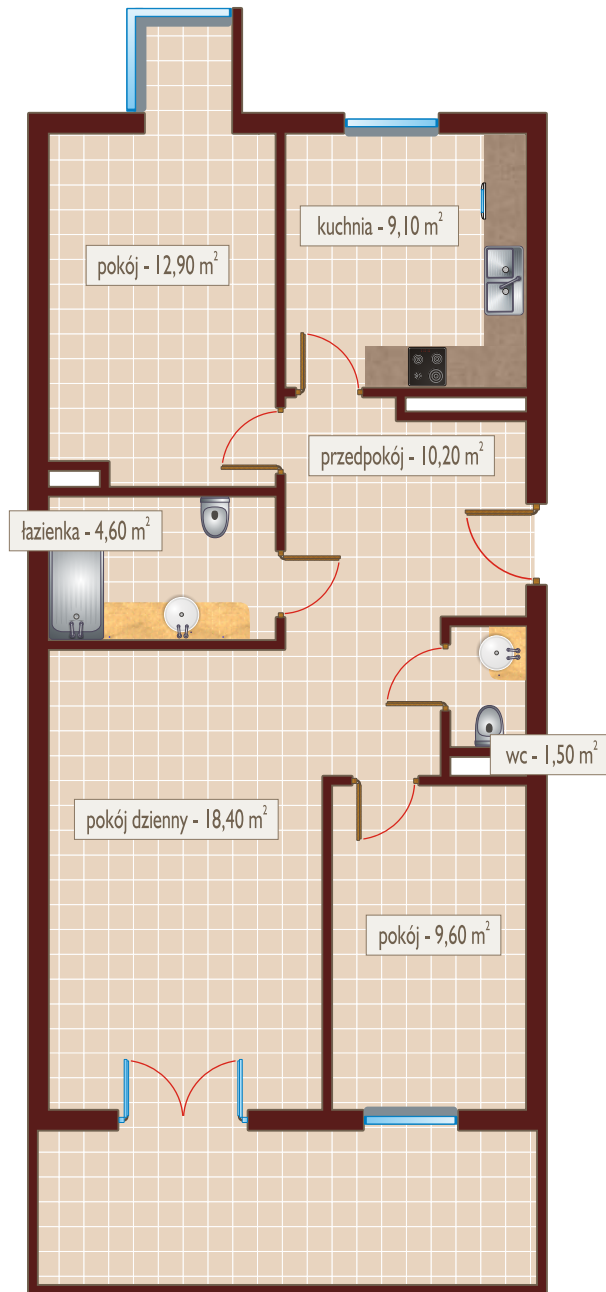 kuchnia - 9,10 m²
pokój - 12,90 m²
przedpokój - 10,20 m²
łazienka - 4,60 m²
wc - 1,50 m²
pokój dzienny - 18,40 m²
pokój - 9,60 m²